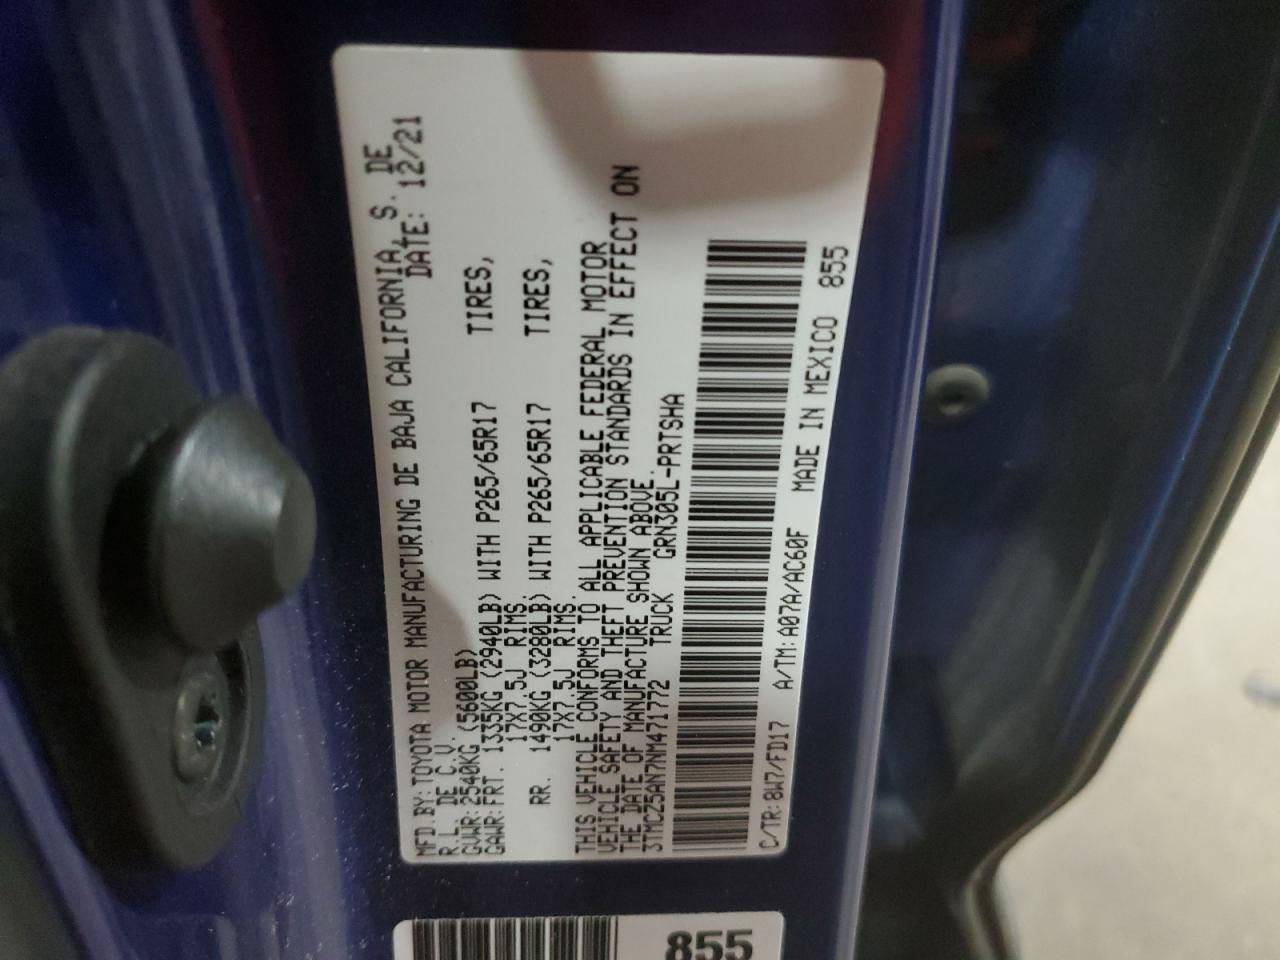 MFD.BY:TOYOTA MOTOR MANUFACTURING DE BAJA CALIFORNIA, S. DE
R.L. DE C.V. DATE: 12/21
GVWR:2540KG (5600LB)
GAWR:FRT. 1335KG (2940LB) WITH P265/65R17 TIRES,
17X7.5J RIMS.
RR. 1490KG (3280LB) WITH P265/65R17 TIRES,
17X7.5J RIMS.
THIS VEHICLE CONFORMS TO ALL APPLICABLE FEDERAL MOTOR
VEHICLE SAFETY AND THEFT PREVENTION STANDARDS IN EFFECT ON
THE DATE OF MANUFACTURE SHOWN ABOVE.
3TMCZ5AN7NM471772 TRUCK GRN305L-PRTSHA
C/TR:8W7/FD17 A/TM:A07A/AC60F MADE IN MEXICO 855
855